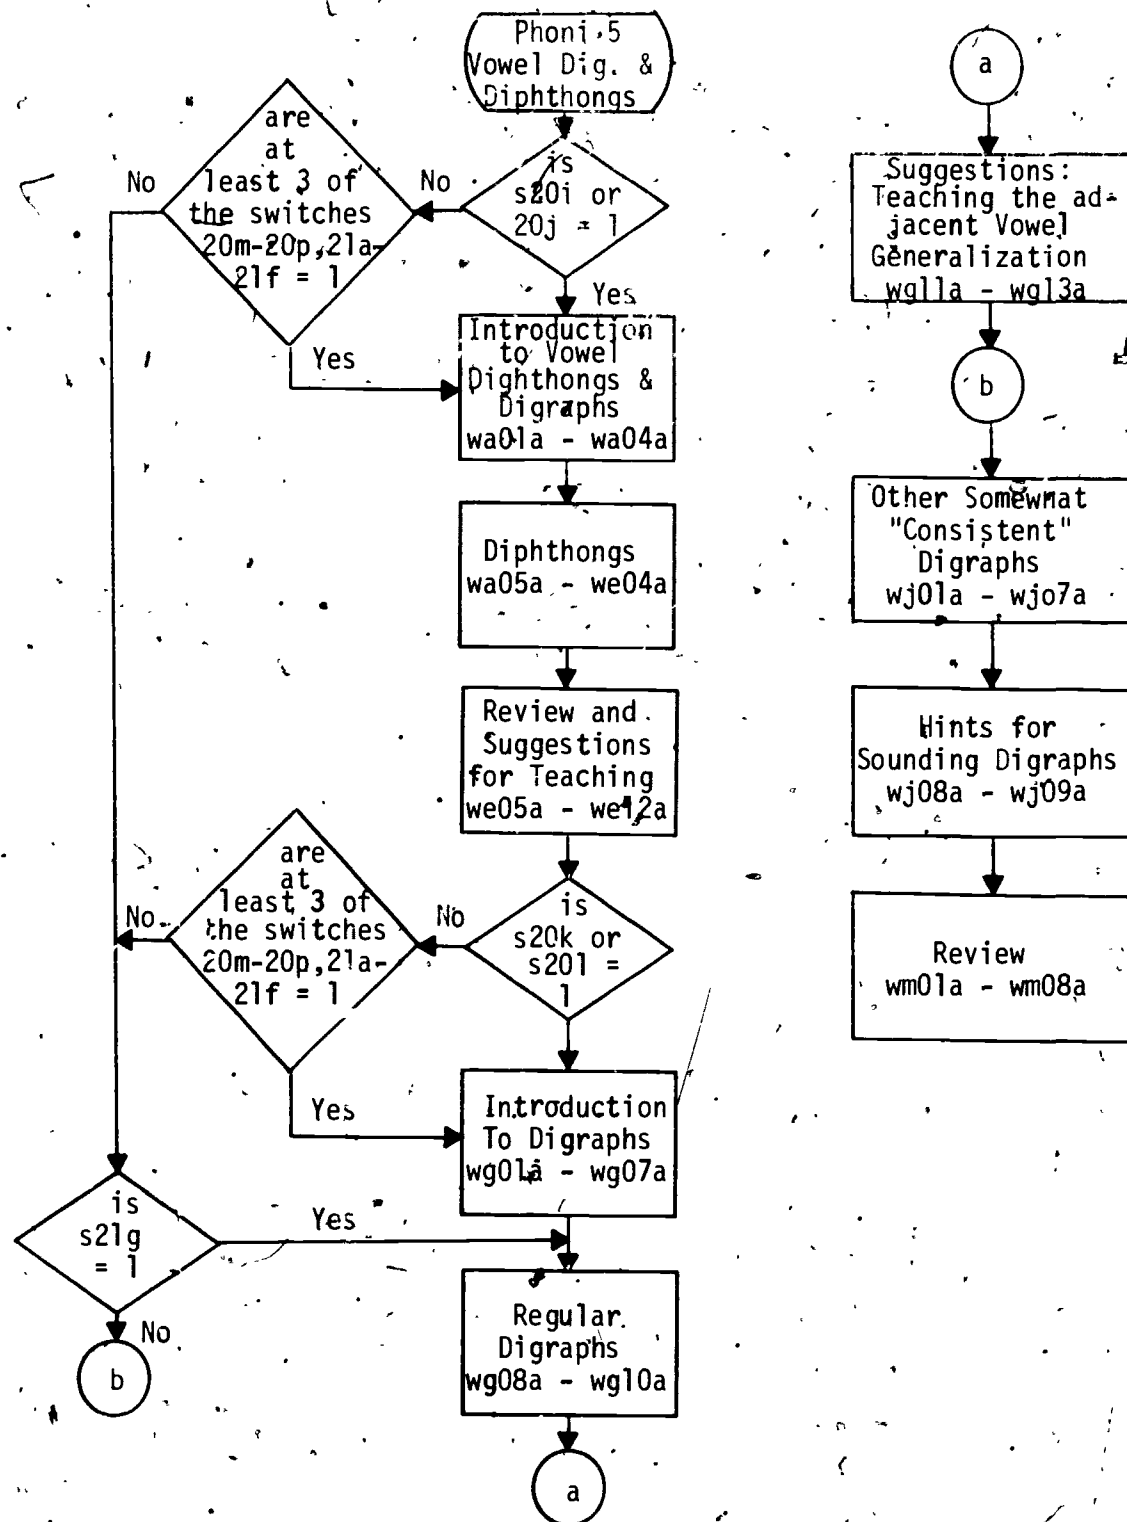 Phoni 5
Vowel Dig. &
Diphthongs
is
s20i or
20j = 1
No
Yes
are
at
least 3 of
the switches
20m-20p,21a-
21f = 1
No
Yes
Introduction
to Vowel
Dighthongs &
Digraphs
wa01a - wa04a
Diphthongs
wa05a - we04a
Review and
Suggestions
for Teaching
we05a - we12a
is
s20k or
s20l =
1
No
are
at
least 3 of
the switches
20m-20p,21a-
21f = 1
No
Yes
Introduction
To Digraphs
wg01a - wg07a
is
s21g
= 1
Yes
No
b
Regular
Digraphs
wg08a - wg10a
a
a
Suggestions:
Teaching the ad-
jacent Vowel
Generalization
wg11a - wg13a
b
Other Somewhat
"Consistent"
Digraphs
wj01a - wjo7a
Hints for
Sounding Digraphs
wj08a - wj09a
Review
wm01a - wm08a